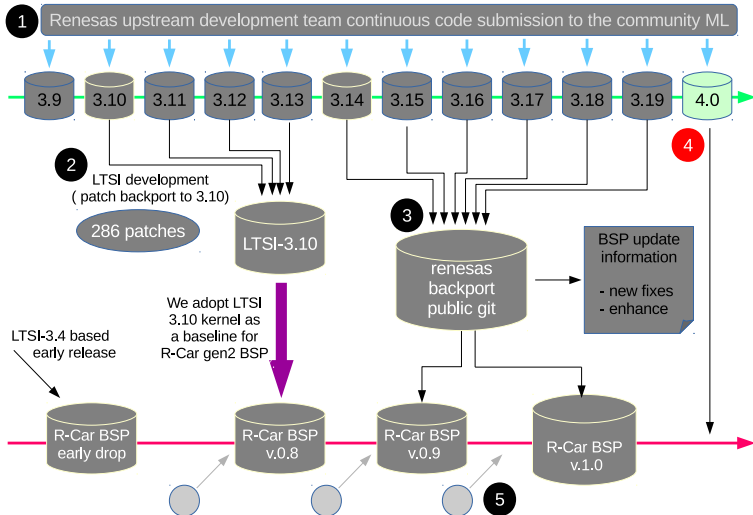 1
Renesas upstream development team continuous code submission to the community ML
3.9
3.10
3.11
3.12
3.13
3.14
3.15
3.16
3.17
3.18
3.19
4.0
2
4
LTSI development
( patch backport to 3.10)
286 patches
LTSI-3.10
3
renesas
backport
public git
BSP update
information
- new fixes
- enhance
We adopt LTSI
3.10 kernel as
a baseline for
R-Car gen2 BSP
LTSI-3.4 based
early release
R-Car BSP
early drop
R-Car BSP
v.0.8
R-Car BSP
v.0.9
R-Car BSP
v.1.0
5